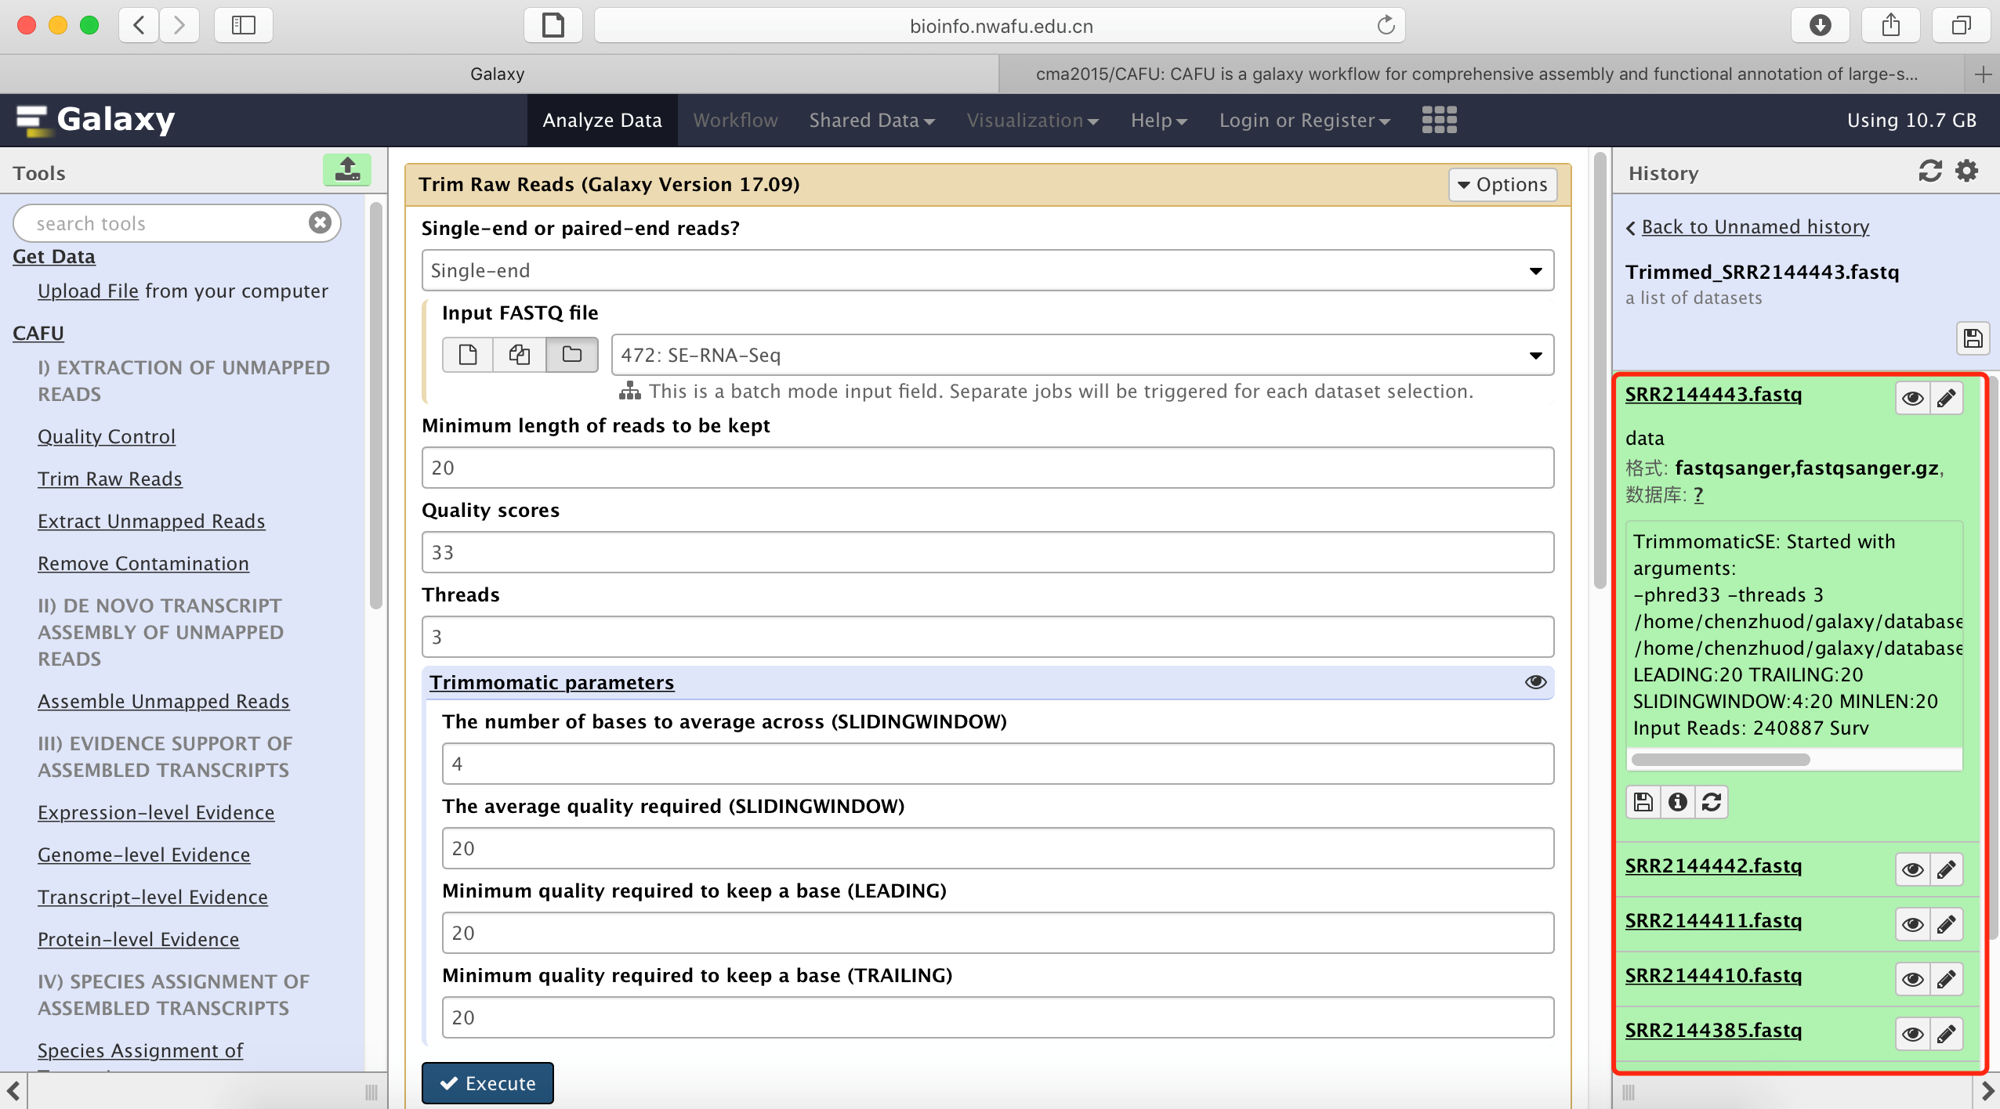 bioinfo.nwafu.edu.cn
Galaxy
cma2015/CAFU: CAFU is a galaxy workflow for comprehensive assembly and functional annotation of large-s...
Galaxy
Analyze Data
Workflow
Shared Data
Visualization
Help
Login or Register
Using 10.7 GB
Tools
search tools
Get Data
Upload File from your computer
CAFU
I) EXTRACTION OF UNMAPPED
READS
Quality Control
Trim Raw Reads
Extract Unmapped Reads
Remove Contamination
II) DE NOVO TRANSCRIPT
ASSEMBLY OF UNMAPPED
READS
Assemble Unmapped Reads
III) EVIDENCE SUPPORT OF
ASSEMBLED TRANSCRIPTS
Expression-level Evidence
Genome-level Evidence
Transcript-level Evidence
Protein-level Evidence
IV) SPECIES ASSIGNMENT OF
ASSEMBLED TRANSCRIPTS
Species Assignment of
Trim Raw Reads (Galaxy Version 17.09)
Options
Single-end or paired-end reads?
Single-end
Input FASTQ file
472: SE-RNA-Seq
This is a batch mode input field. Separate jobs will be triggered for each dataset selection.
Minimum length of reads to be kept
20
Quality scores
33
Threads
3
Trimmomatic parameters
The number of bases to average across (SLIDINGWINDOW)
4
The average quality required (SLIDINGWINDOW)
20
Minimum quality required to keep a base (LEADING)
20
Minimum quality required to keep a base (TRAILING)
20
Execute
History
Back to Unnamed history
Trimmed_SRR2144443.fastq
a list of datasets
SRR2144443.fastq
data
格式: fastqsanger,fastqsanger.gz,
数据库: ?
TrimmomaticSE: Started with
arguments:
-phred33 -threads 3
/home/chenzhuod/galaxy/database
/home/chenzhuod/galaxy/database
LEADING:20 TRAILING:20
SLIDINGWINDOW:4:20 MINLEN:20
Input Reads: 240887 Surv
SRR2144442.fastq
SRR2144411.fastq
SRR2144410.fastq
SRR2144385.fastq